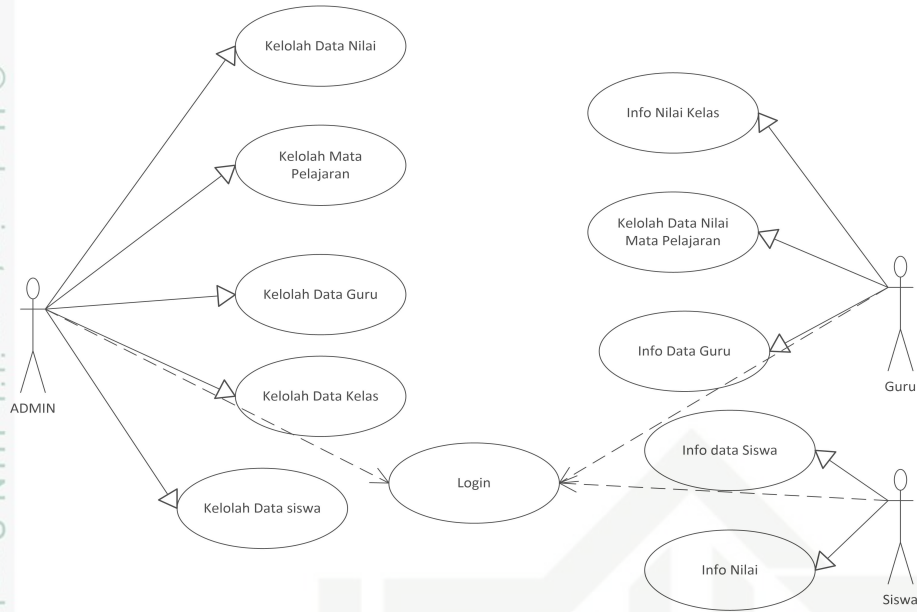 Kelolah Data Nilai
Kelolah Mata
Pelajaran
Kelolah Data Guru
Kelolah Data Kelas
Kelolah Data siswa
ADMIN
Login
Info Nilai Kelas
Kelolah Data Nilai
Mata Pelajaran
Info Data Guru
Guru
Info data Siswa
Info Nilai
Siswa